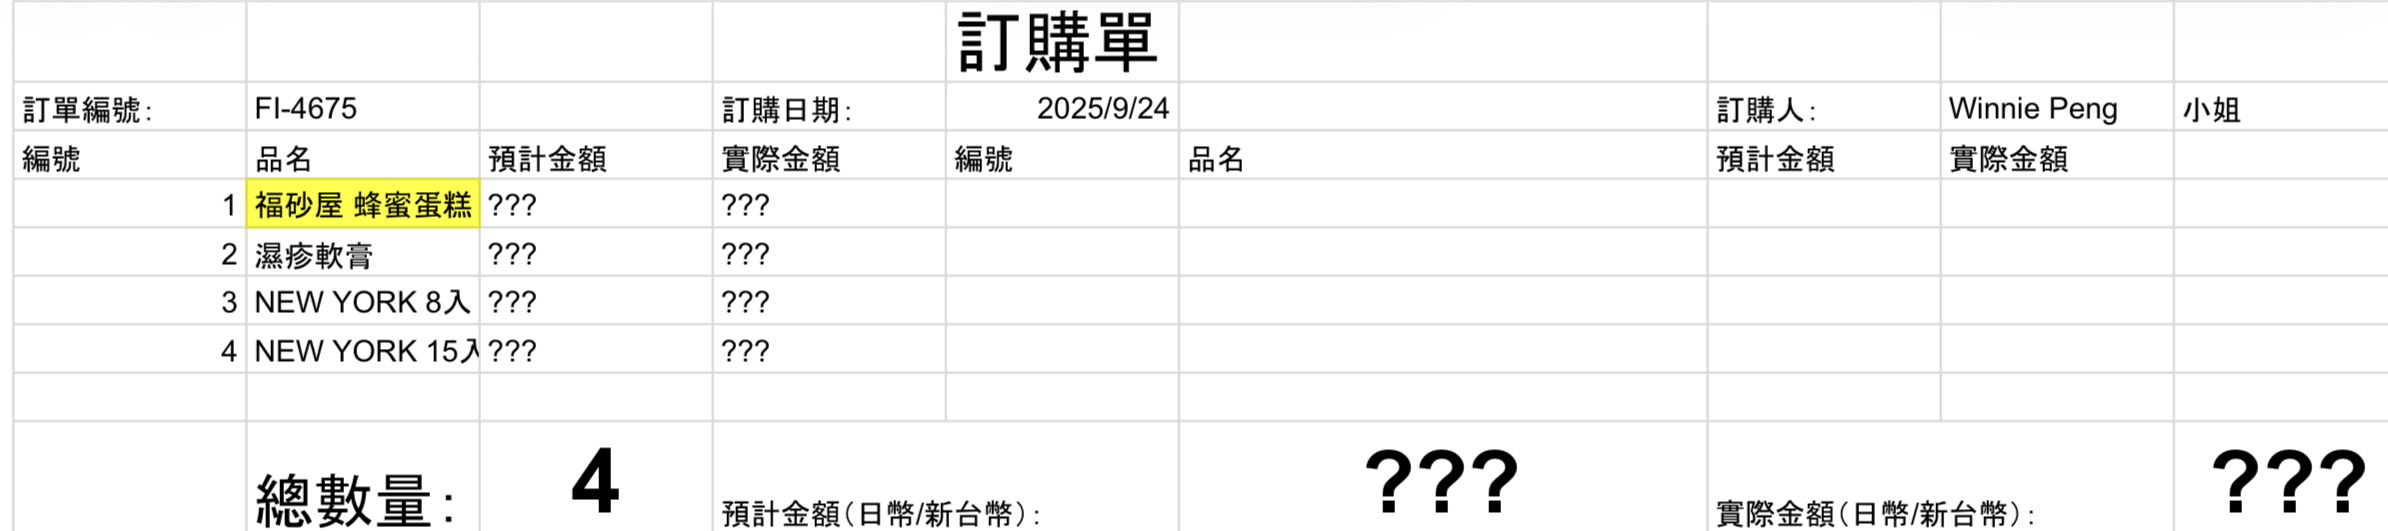 訂購單
訂單編號： FI-4675 訂購日期： 2025/9/24 訂購人： Winnie Peng 小姐
編號 品名 預計金額 實際金額 編號 品名 預計金額 實際金額
1 福砂屋 蜂蜜蛋糕 ??? ???
2 濕疹軟膏 ??? ???
3 NEW YORK 8入 ??? ???
4 NEW YORK 15入 ??? ???
總數量： 4 預計金額（日幣/新台幣）： ??? 實際金額（日幣/新台幣）： ???